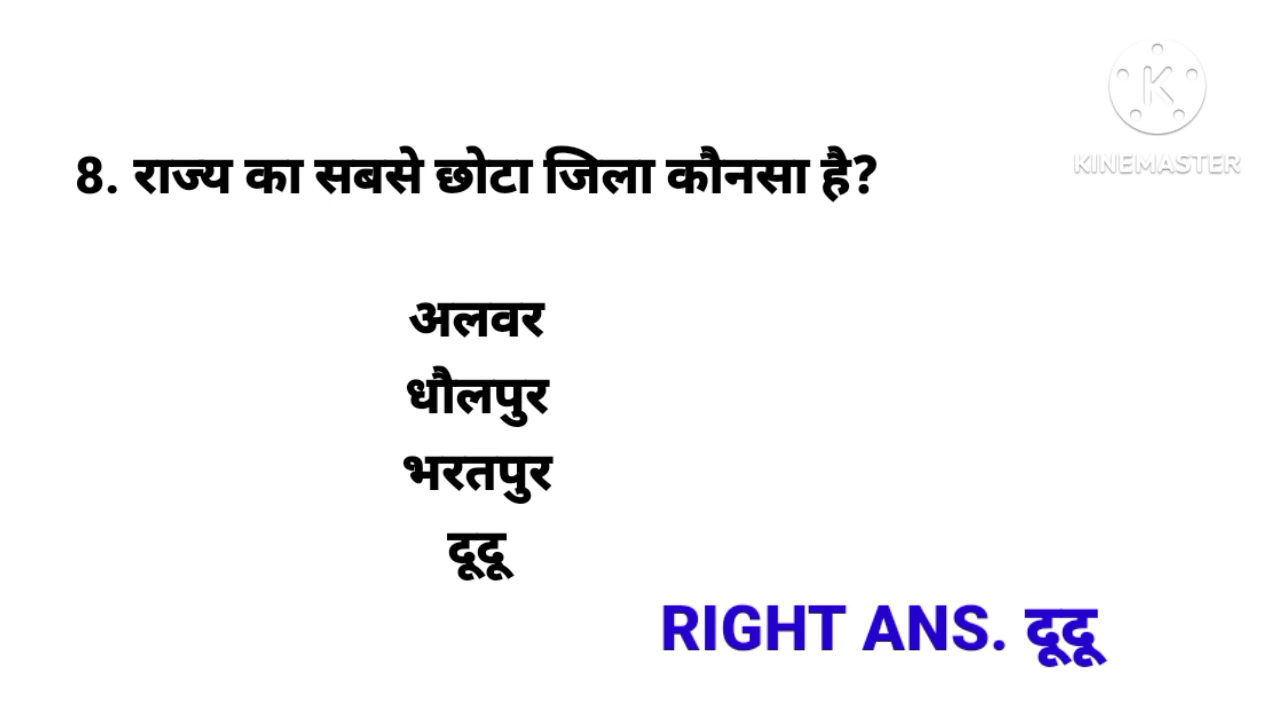 K
KINEMASTER
8. राज्य का सबसे छोटा जिला कौनसा है?
अलवर
धौलपुर
भरतपुर
दूदू
RIGHT ANS. दूदू